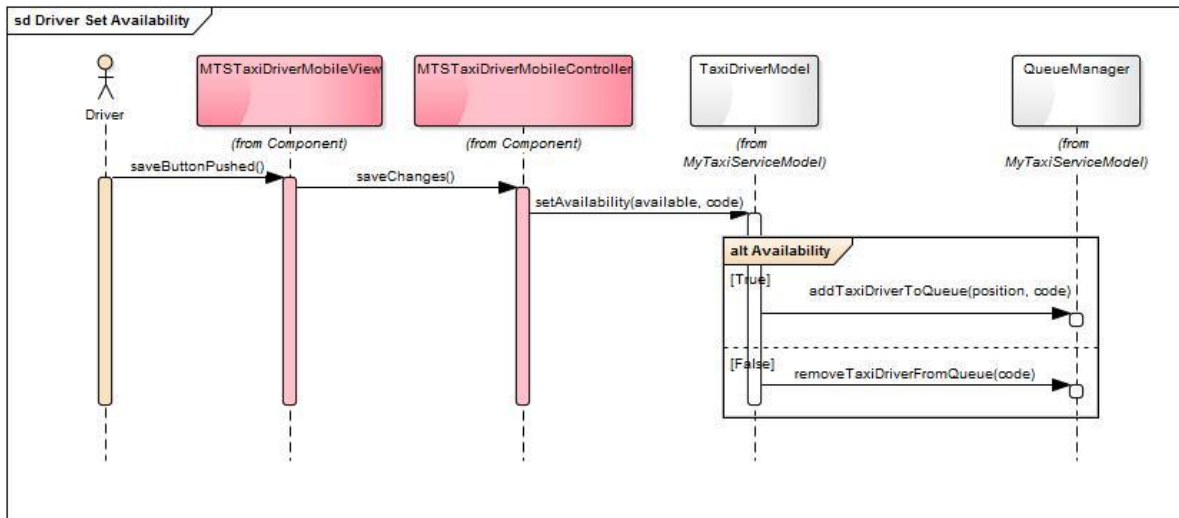 sd Driver Set Availability
MTSTaxiDriverMobileView
MTSTaxiDriverMobileController
TaxiDriverModel
QueueManager
Driver
(from Component)
(from Component)
(from
MyTaxiServiceModel)
(from
MyTaxiServiceModel)
saveButtonPushed()
saveChanges()
setAvailability(available, code)
alt Availability
[True]
addTaxiDriverToQueue(position, code)
[False]
removeTaxiDriverFromQueue(code)